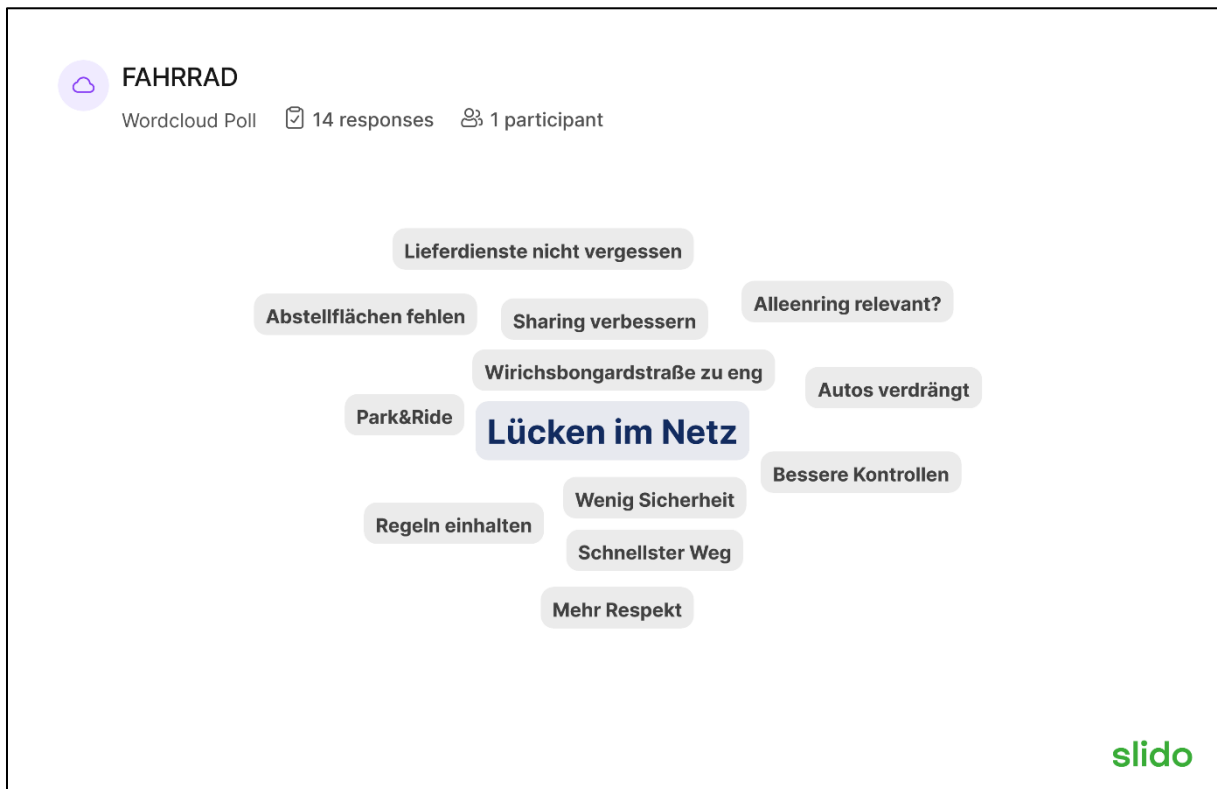 FAHRRAD
Wordcloud Poll 14 responses 1 participant
Lieferdienste nicht vergessen
Alleenring relevant?
Abstellflächen fehlen
Sharing verbessern
Wirichsbongardstraße zu eng
Autos verdrängt
Park&Ride
Lücken im Netz
Bessere Kontrollen
Wenig Sicherheit
Regeln einhalten
Schnellster Weg
Mehr Respekt
slido